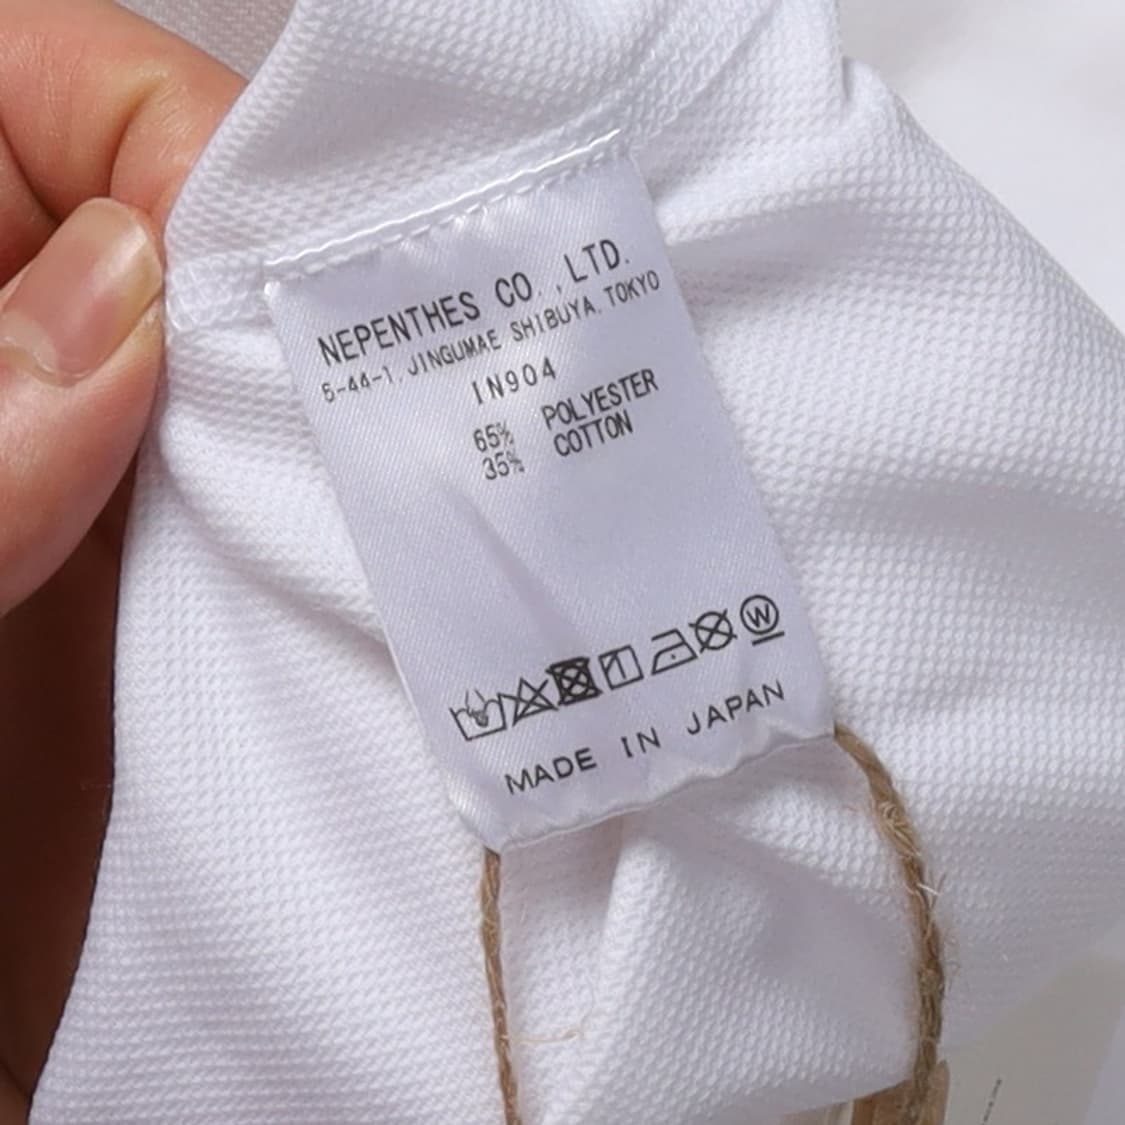 NEPENTHES CO.,LTD.
5-44-1, JINGUMAE SHIBUYA, TOKYO
IN904
65% POLYESTER
35% COTTON
W
MADE IN JAPAN